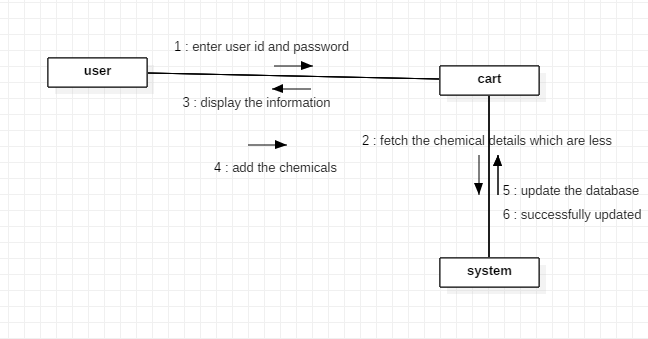 1 : enter user id and password
user
cart
3 : display the information
2 : fetch the chemical details which are less
4 : add the chemicals
5 : update the database
6 : successfully updated
system